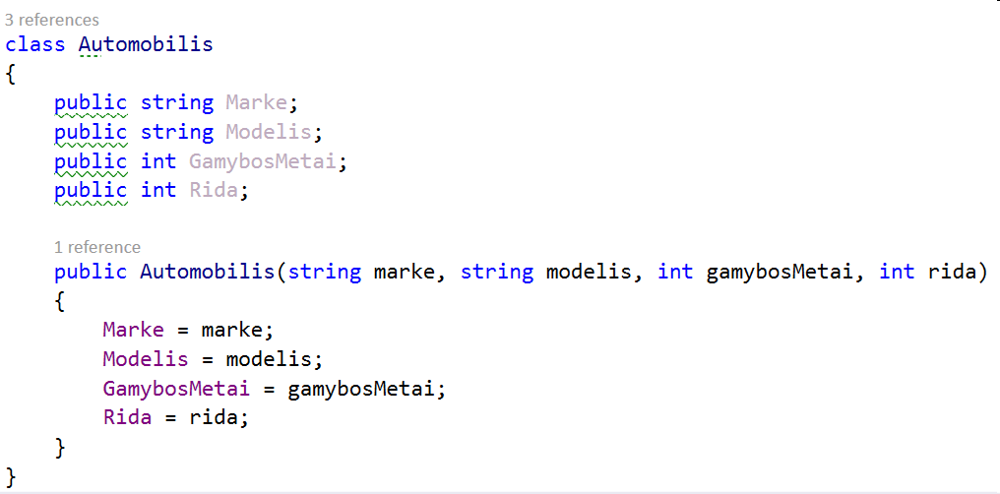 3 references
class Automobilis
{
public string Marke;
public string Modelis;
public int GamybosMetai;
public int Rida;
1 reference
public Automobilis(string marke, string modelis, int gamybosMetai, int rida)
{
Marke = marke;
Modelis = modelis;
GamybosMetai = gamybosMetai;
Rida = rida;
}
}